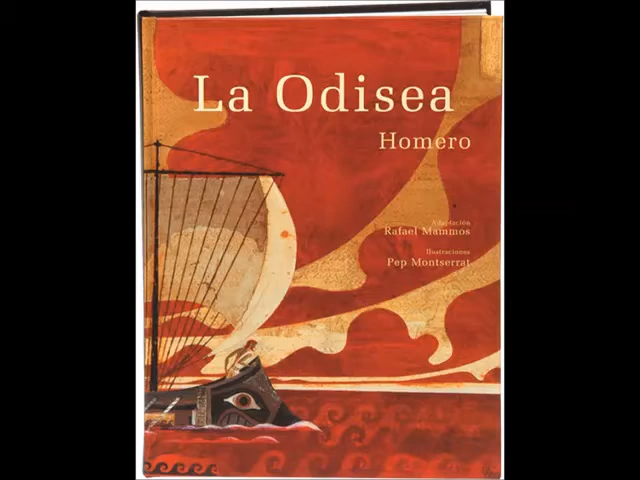 La Odisea
Homero
Adaptación
Rafael Mammos
Ilustraciones
Pep Montserrat